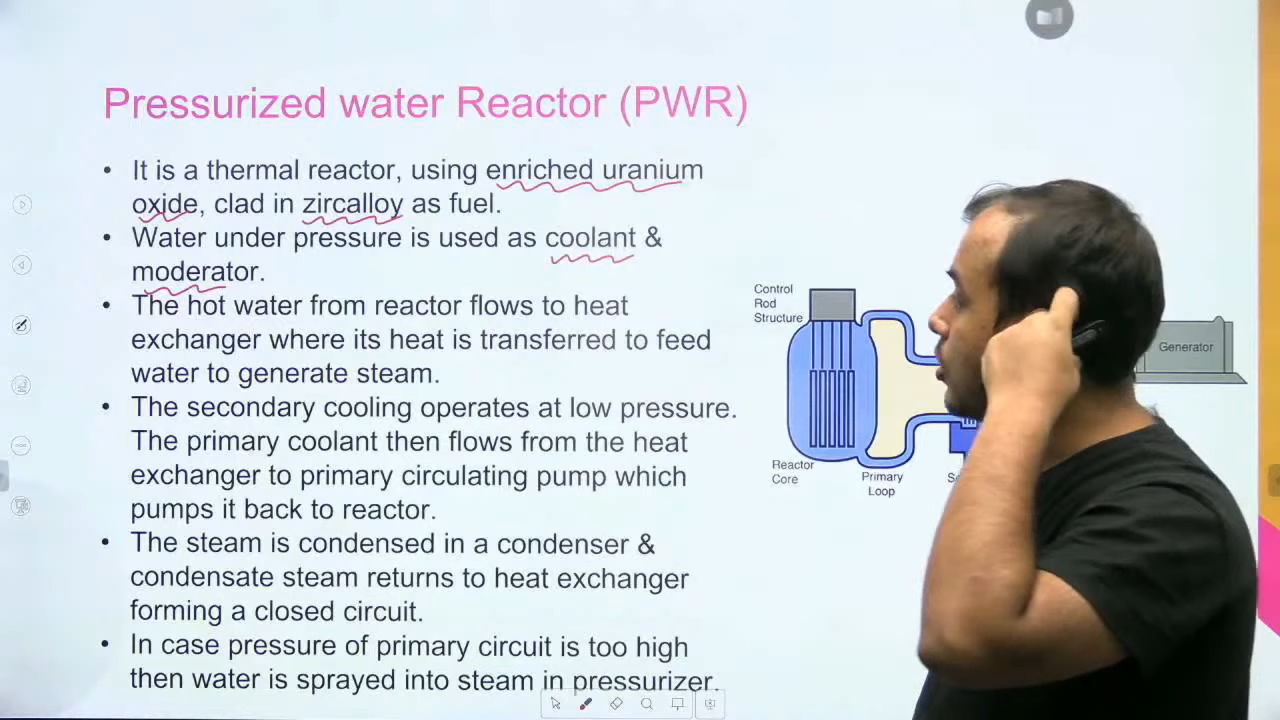 Pressurized water Reactor (PWR)
• It is a thermal reactor, using enriched uranium
oxide, clad in zircalloy as fuel.
• Water under pressure is used as coolant &
moderator.
• The hot water from reactor flows to heat
exchanger where its heat is transferred to feed
water to generate steam.
• The secondary cooling operates at low pressure.
The primary coolant then flows from the heat
exchanger to primary circulating pump which
pumps it back to reactor.
• The steam is condensed in a condenser &
condensate steam returns to heat exchanger
forming a closed circuit.
• In case pressure of primary circuit is too high
then water is sprayed into steam in pressurizer.
Control
Rod
Structure
Reactor
Core
Primary
Loop
Generator